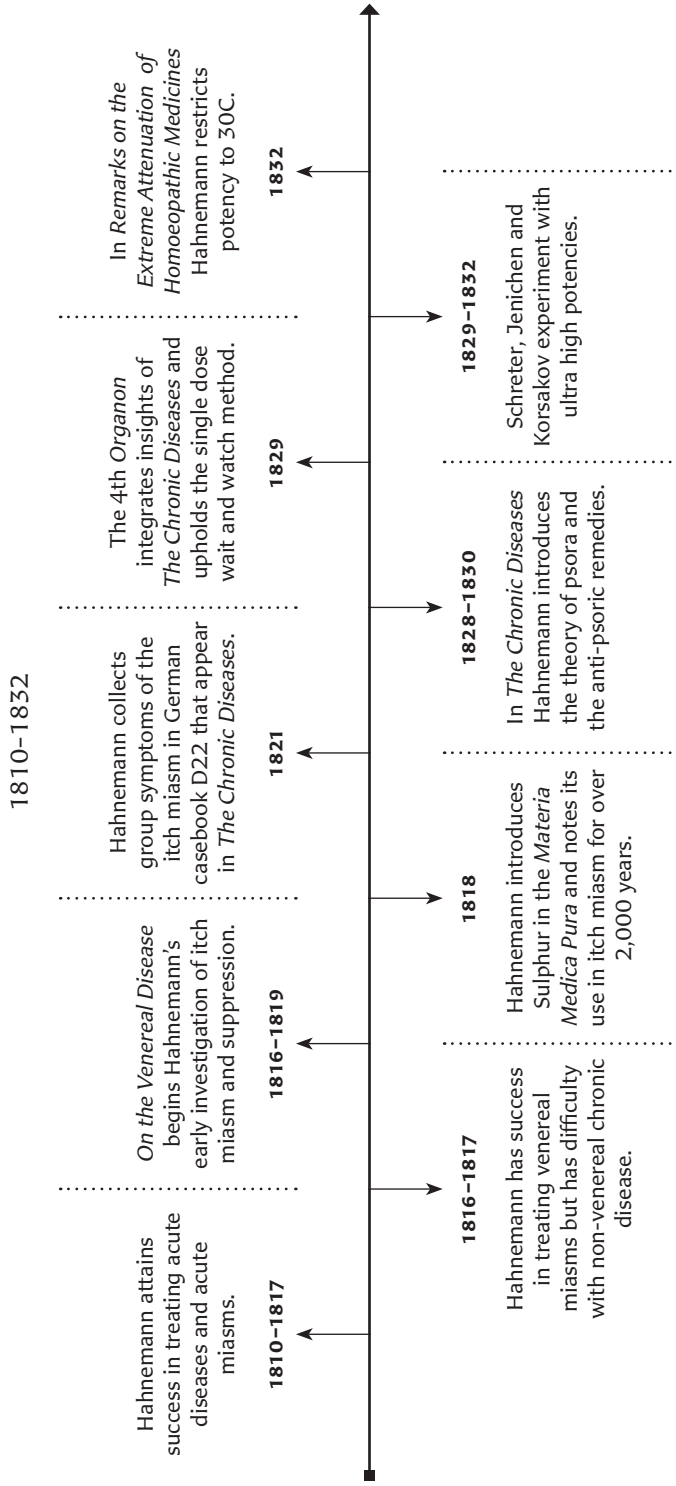 1810–1832
Hahnemann attains
success in treating acute
diseases and acute
miasms.
1810–1817
On the Venereal Disease
begins Hahnemann's
early investigation of itch
miasm and suppression.
1816–1819
Hahnemann collects
group symptoms of the
itch miasm in German
casebook D22 that appear
in The Chronic Diseases.
1821
The 4th Organon
integrates insights of
The Chronic Diseases and
upholds the single dose
wait and watch method.
1829
In Remarks on the
Extreme Attenuation of
Homoeopathic Medicines
Hahnemann restricts
potency to 30C.
1832
1816–1817
Hahnemann has success
in treating venereal
miasms but has difficulty
with non-venereal chronic
disease.
1818
Hahnemann introduces
Sulphur in the Materia
Medica Pura and notes its
use in itch miasm for over
2,000 years.
1828–1830
In The Chronic Diseases
Hahnemann introduces
the theory of psora and
the anti-psoric remedies.
1829–1832
Schreter, Jenichen and
Korsakov experiment with
ultra high potencies.